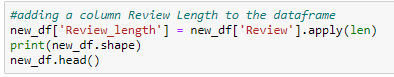 #adding a column Review Length to the dataframe
new_df['Review_length'] = new_df['Review'].apply(len)
print(new_df.shape)
new_df.head()